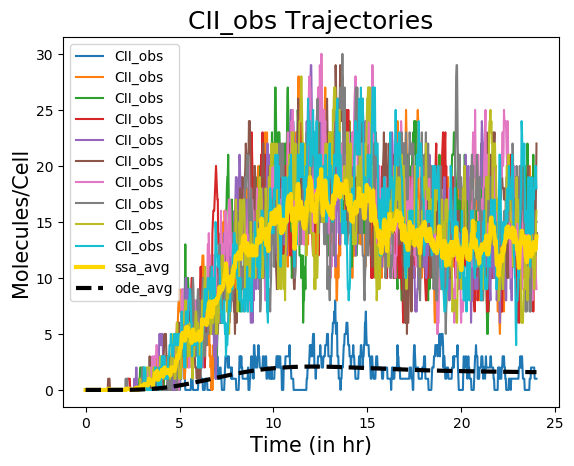 CII_obs Trajectories
Molecules/Cell
30
25
20
15
10
5
0
CII_obs
CII_obs
CII_obs
CII_obs
CII_obs
CII_obs
CII_obs
CII_obs
CII_obs
CII_obs
ssa_avg
ode_avg
0 5 10 15 20 25
Time (in hr)